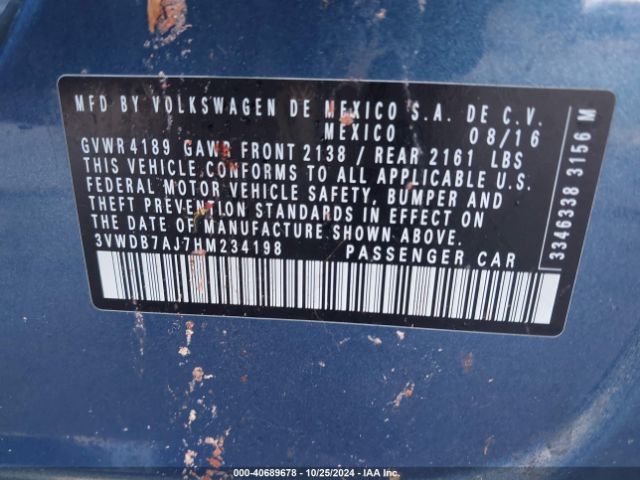 MFD BY VOLKSWAGEN DE MEXICO S.A. DE C.V.
MEXICO 08/16
GVWR 4189 GAWR FRONT 2138 / REAR 2161 LBS
THIS VEHICLE CONFORMS TO ALL APPLICABLE U.S.
FEDERAL MOTOR VEHICLE SAFETY, BUMPER AND
THEFT PREVENTION STANDARDS IN EFFECT ON
THE DATE OF MANUFACTURE SHOWN ABOVE.
3VWDB7AJ7HM234198 PASSENGER CAR
3346338 3156 M
© - 40689678 - 10/25/2024 - IAA Inc.